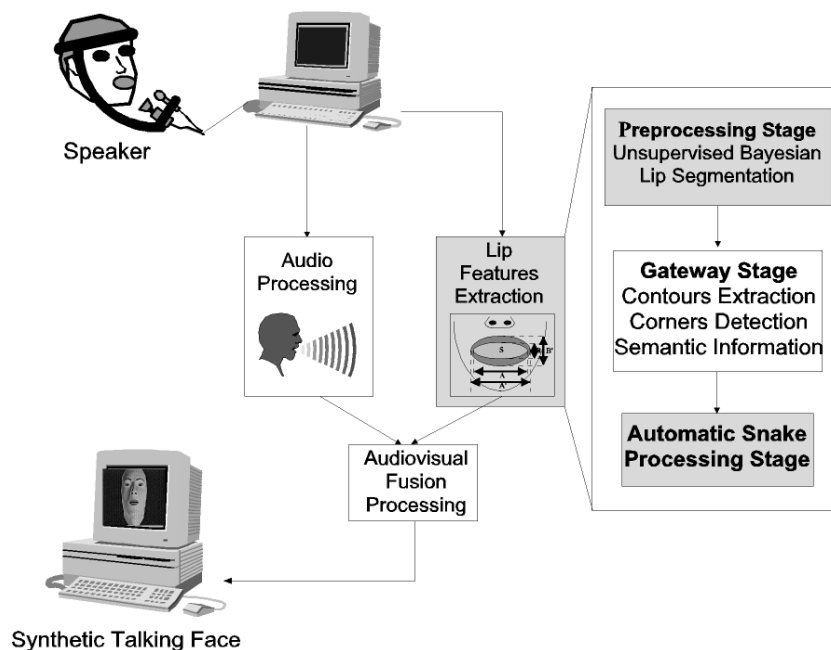 Speaker
Audio
Processing
Lip
Features
Extraction
S
B'
A
A'
Audiovisual
Fusion
Processing
Synthetic Talking Face
Preprocessing Stage
Unsupervised Bayesian
Lip Segmentation
Gateway Stage
Contours Extraction
Corners Detection
Semantic Information
Automatic Snake
Processing Stage